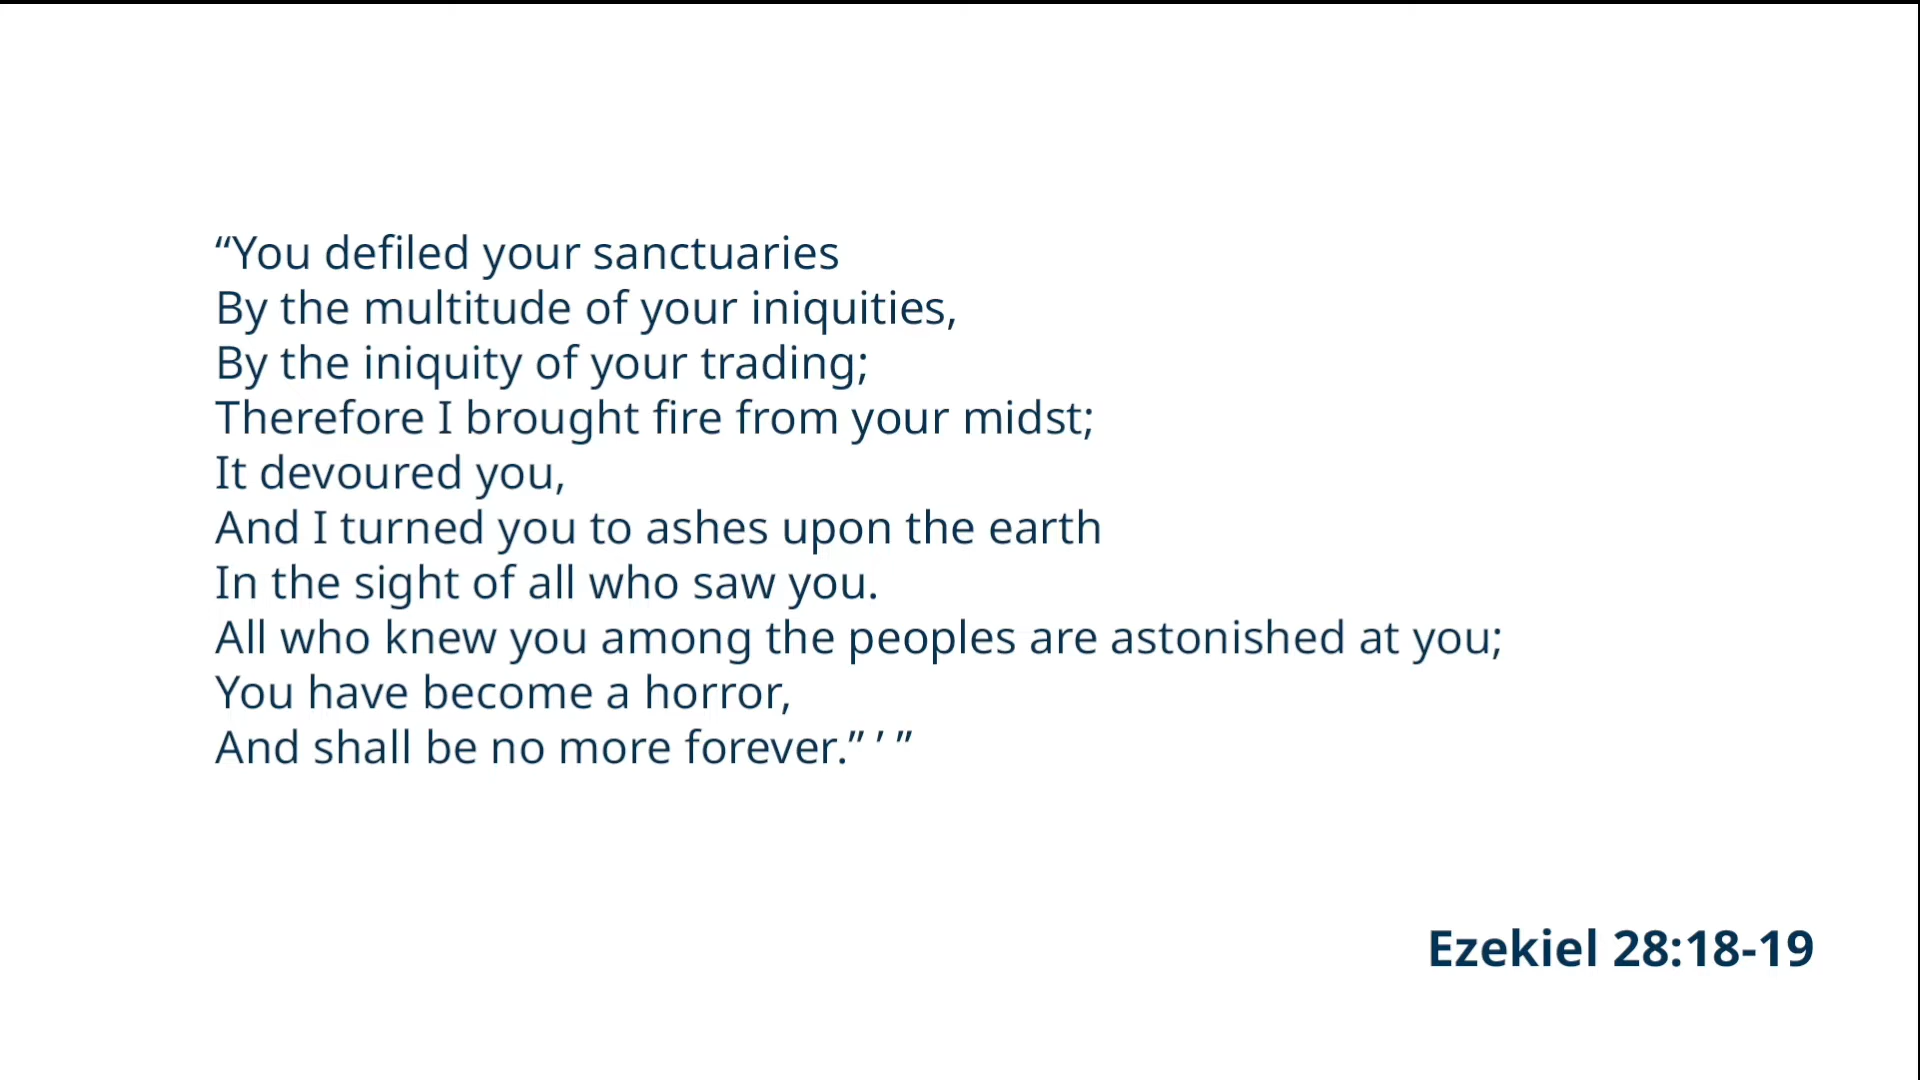 “You defiled your sanctuaries
By the multitude of your iniquities,
By the iniquity of your trading;
Therefore I brought fire from your midst;
It devoured you,
And I turned you to ashes upon the earth
In the sight of all who saw you.
All who knew you among the peoples are astonished at you;
You have become a horror,
And shall be no more forever.” ’ ”
Ezekiel 28:18-19